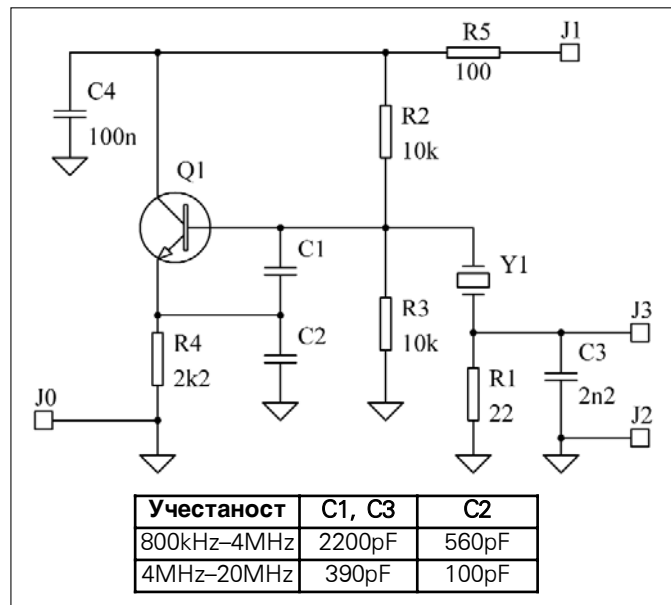 R5
J1
100
C4
100n
R2
10k
Q1
C1
Y1
R3
10k
J3
C2
C3
R4
2k2
R1
22
2n2
J0
J2
Учестаност C1, C3 C2
800kHz–4MHz 2200pF 560pF
4MHz–20MHz 390pF 100pF